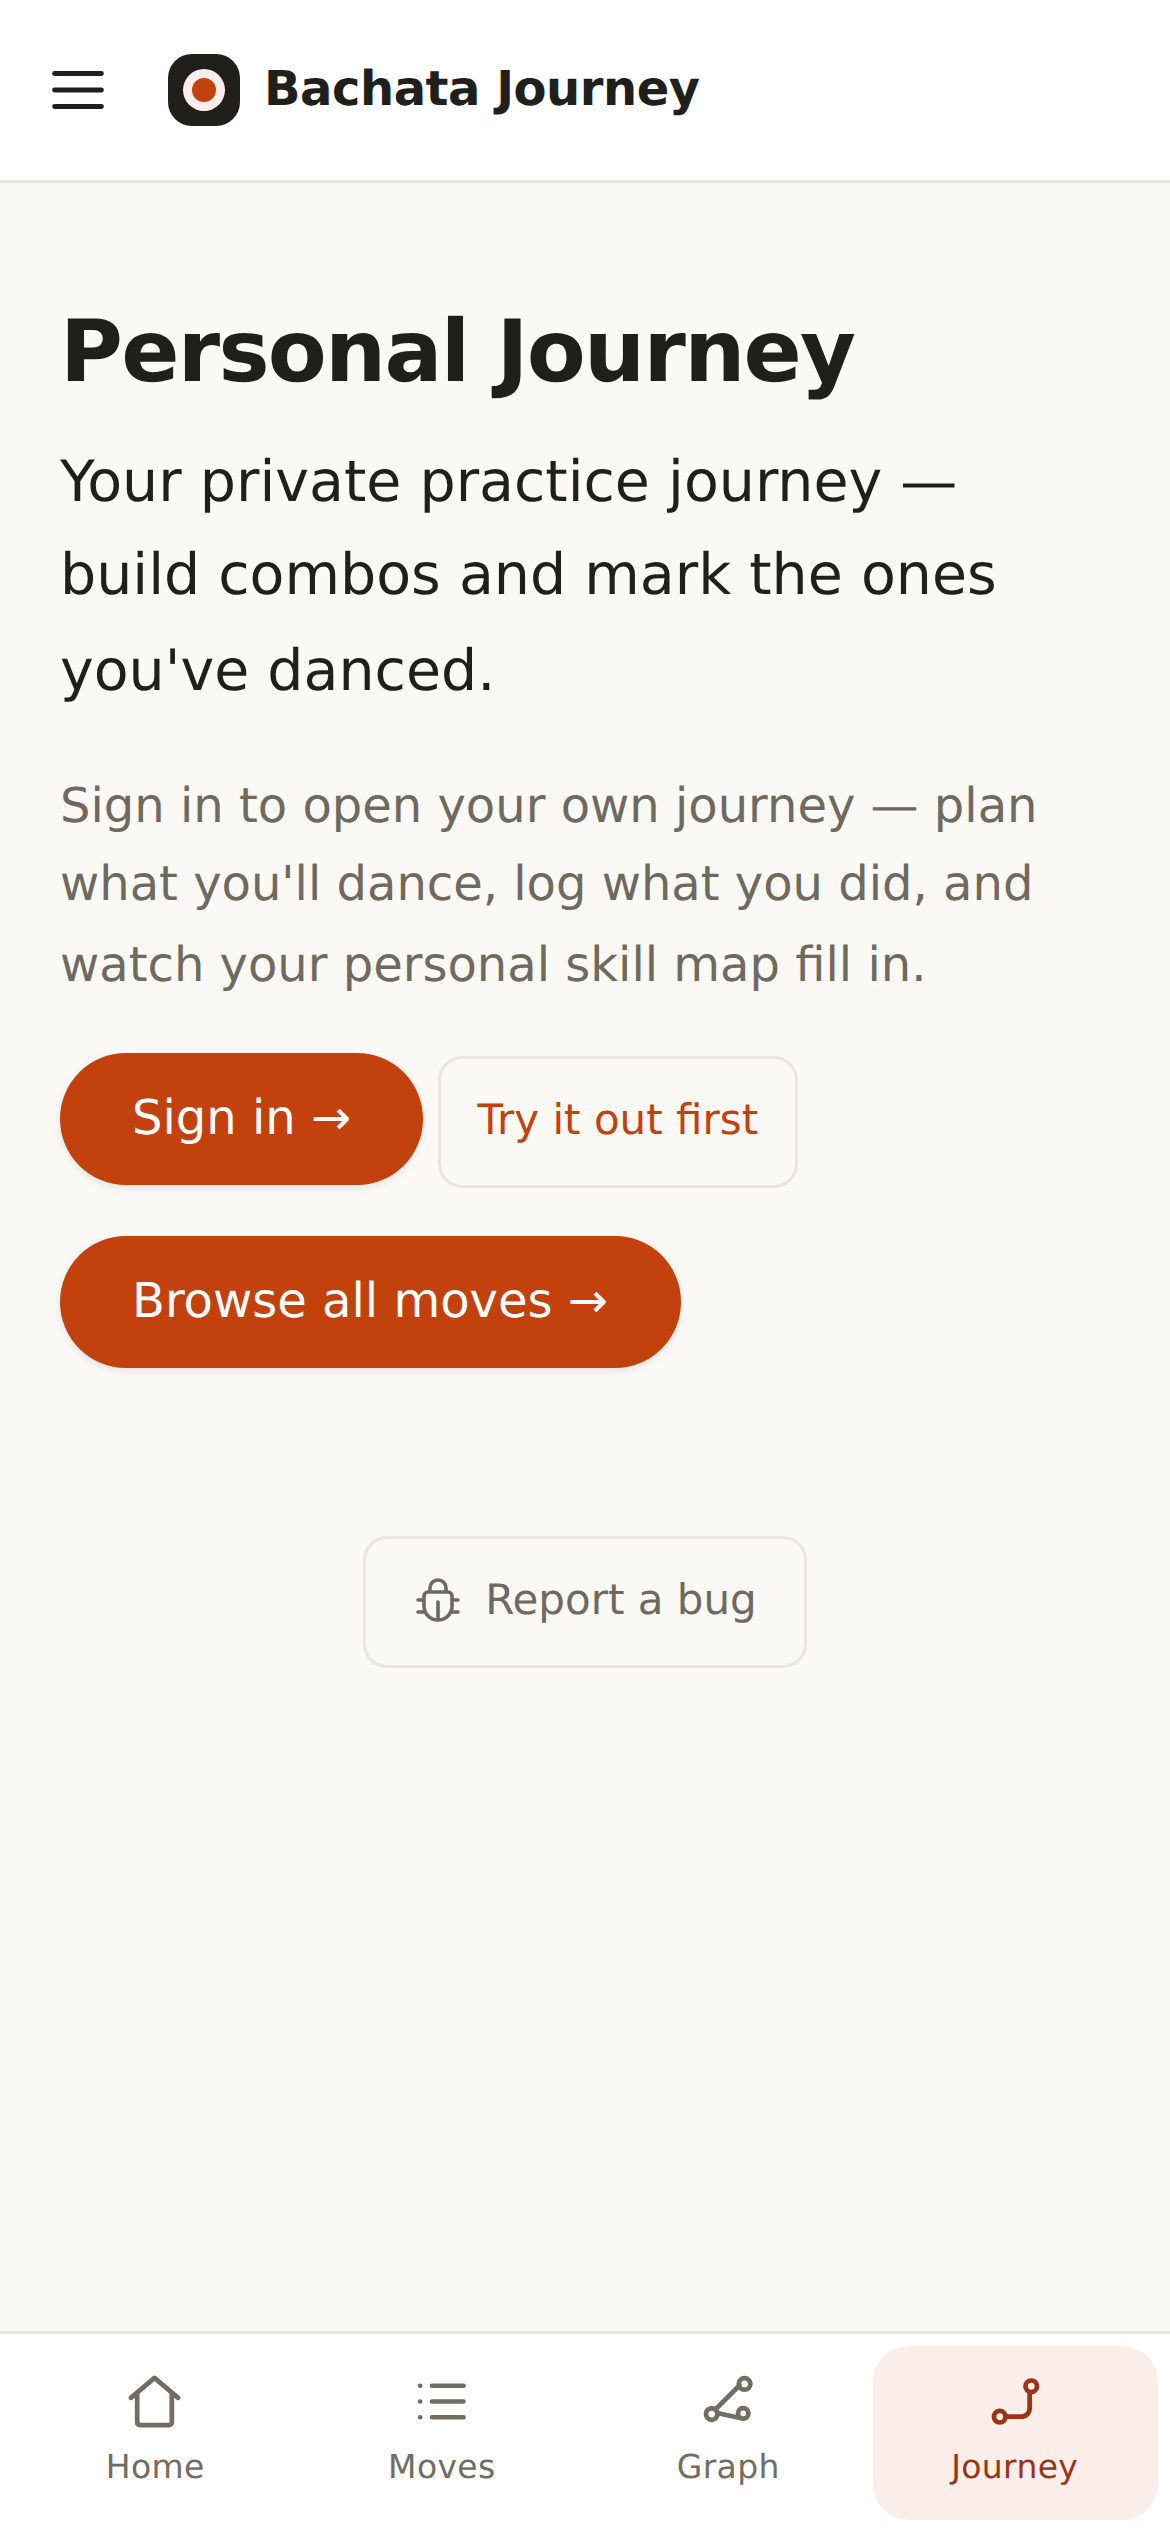 Bachata Journey
Personal Journey
Your private practice journey —
build combos and mark the ones
you've danced.
Sign in to open your own journey — plan
what you'll dance, log what you did, and
watch your personal skill map fill in.
Sign in →
Try it out first
Browse all moves →
Report a bug
Home
Moves
Graph
Journey